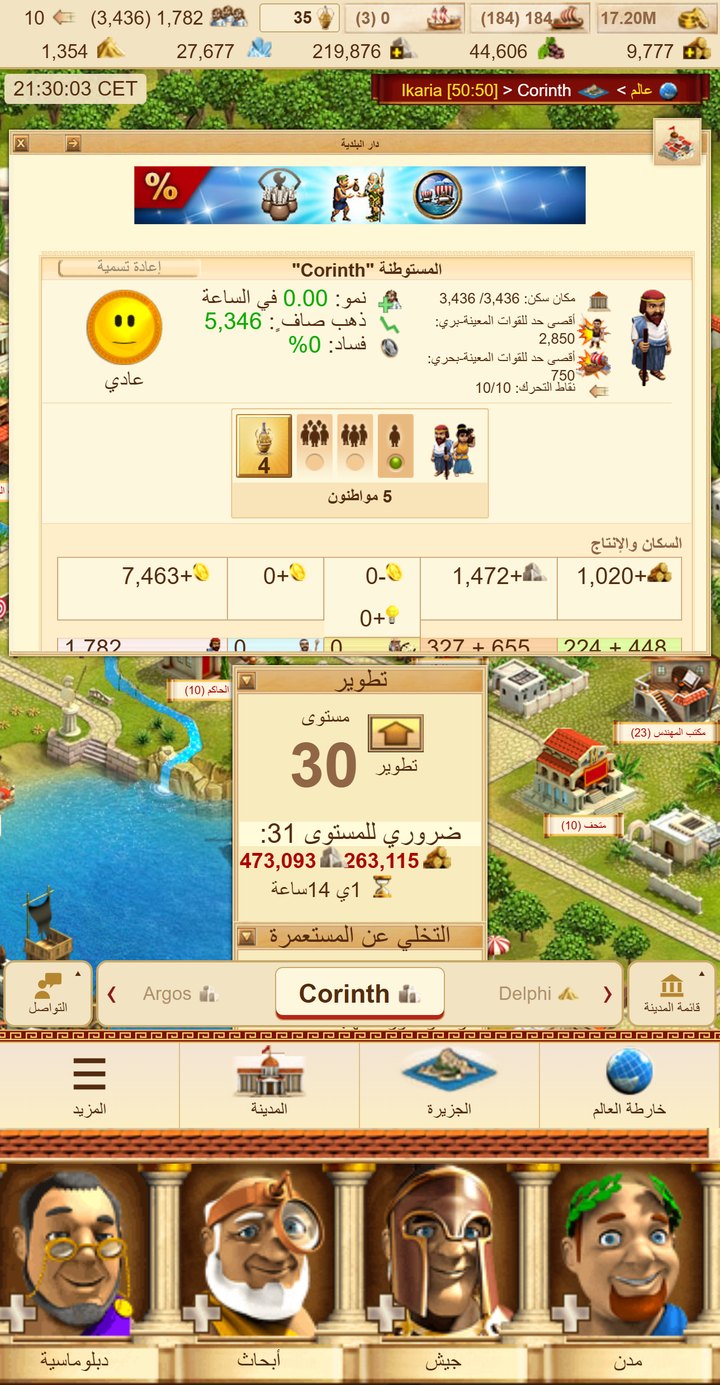 10 (3,436) 1,782 35 (3) 0 (184) 184 17.20M
1,354 27,677 219,876 44,606 9,777
21:30:03 CET
عالم > Ikaria [50:50] > Corinth
دار البلدية
%
المستوطنة "Corinth"
إعادة تسمية
مكان سكن: 3,436/ 3,436
أقصى حد للقوات المعينة-بري:
2,850
أقصى حد للقوات المعينة-بحري:
750
نقاط التحرك: 10/10
نمو: 0.00 في الساعة
ذهب صافٍ: 5,346
فساد: 0%
عادي
4
5 مواطنون
السكان والإنتاج
7,463+ 0+ 0- 1,472+ 1,020+
0+
1,782 0 0 327 + 655 224 + 448
الحاكم (10)
مكتب المهندس (23)
متحف (10)
تطوير
مستوى
30
تطوير
ضروري للمستوى 31:
473,093 263,115
1ي 14ساعة
التخلي عن المستعمرة
التواصل
Argos
Corinth
Delphi
قائمة المدينة
المزيد
المدينة
الجزيرة
خارطة العالم
دبلوماسية
أبحاث
جيش
مدن